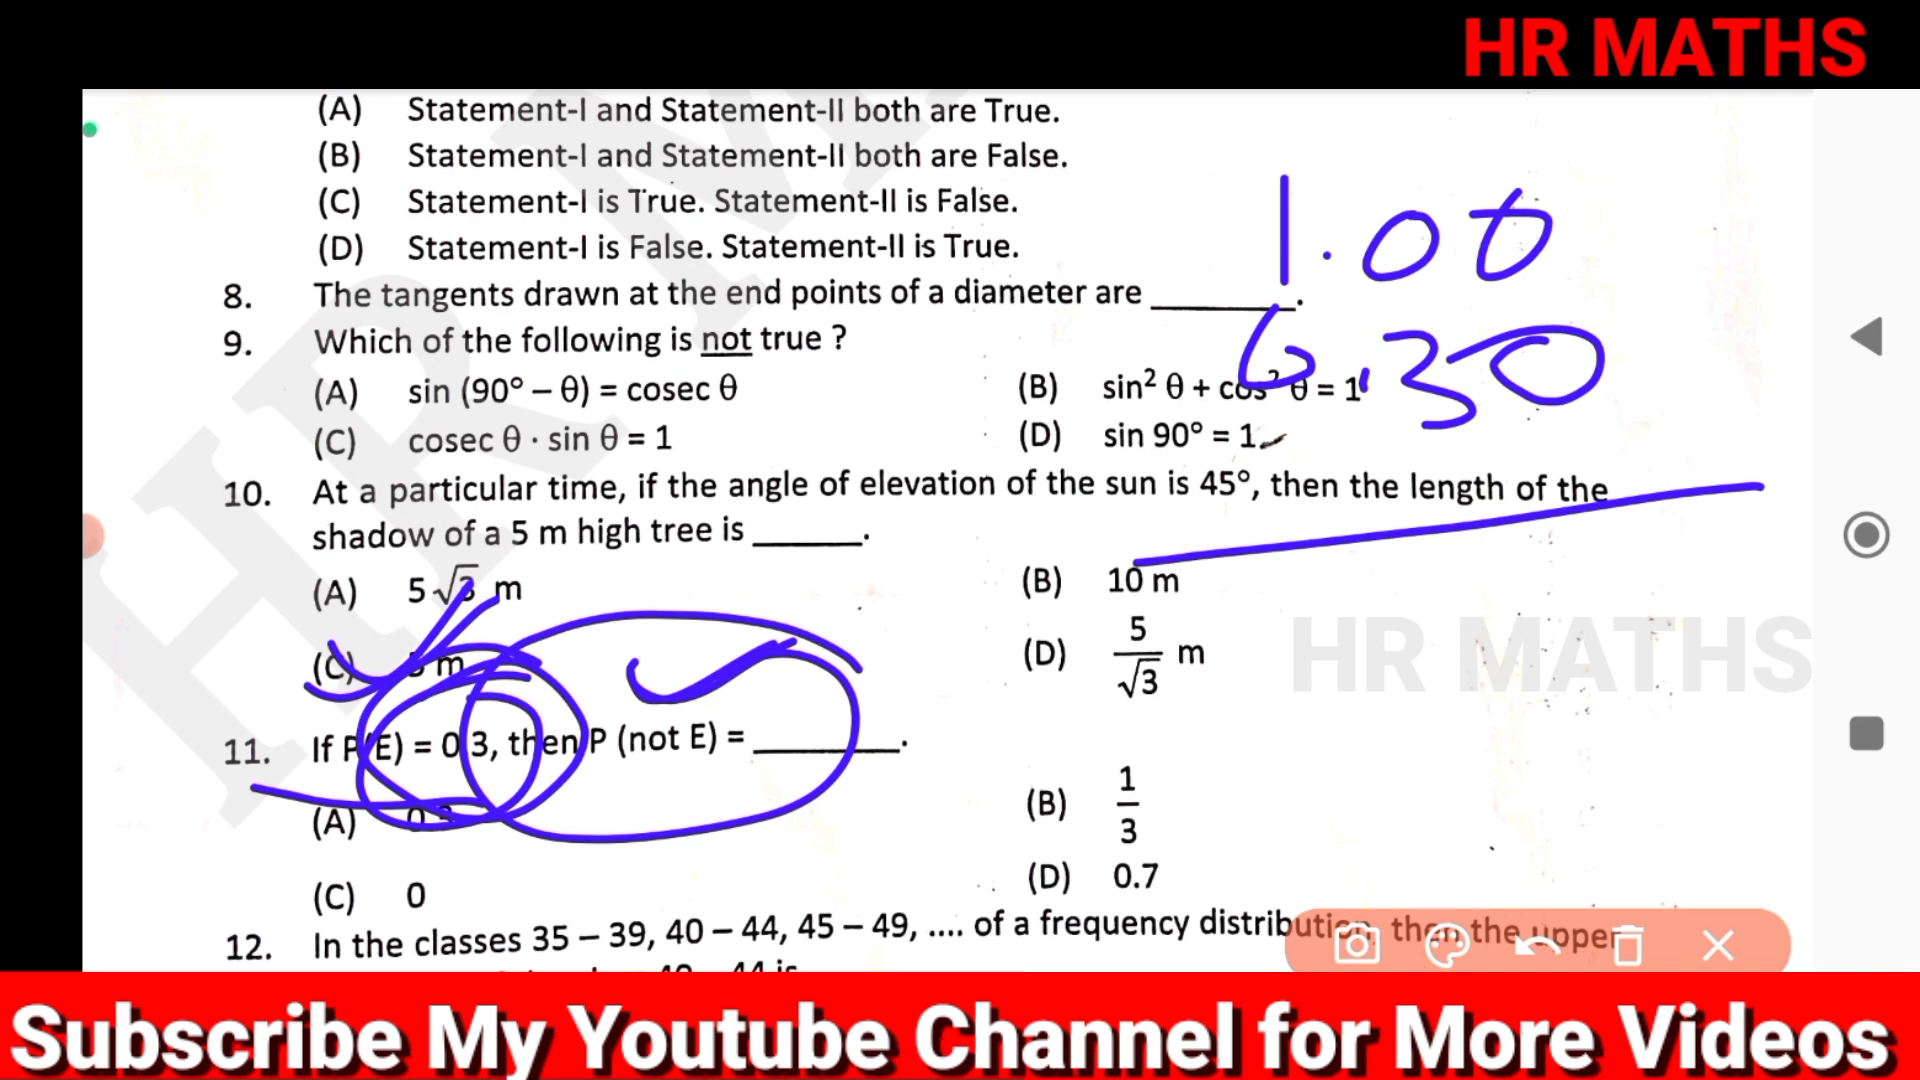 HR MATHS
(A) Statement-I and Statement-II both are True.
(B) Statement-I and Statement-II both are False.
(C) Statement-I is True. Statement-II is False.
(D) Statement-I is False. Statement-II is True.
1.00
8. The tangents drawn at the end points of a diameter are ________.
0.30
9. Which of the following is not true ?
(A) sin (90° – θ) = cosec θ (B) sin² θ + cos² θ = 1
(C) cosec θ · sin θ = 1 (D) sin 90° = 1
10. At a particular time, if the angle of elevation of the sun is 45°, then the length of the
shadow of a 5 m high tree is ______.
(A) 5√3 m (B) 10 m
(C) 5 m (D) 5/√3 m
HR MATHS
11. If P(E) = 0.3, then P (not E) = ________.
(A) (B) 1/3
(C) 0 (D) 0.7
12. In the classes 35 – 39, 40 – 44, 45 – 49, .... of a frequency distribution, then the upper
40 – 44 is
Subscribe My Youtube Channel for More Videos